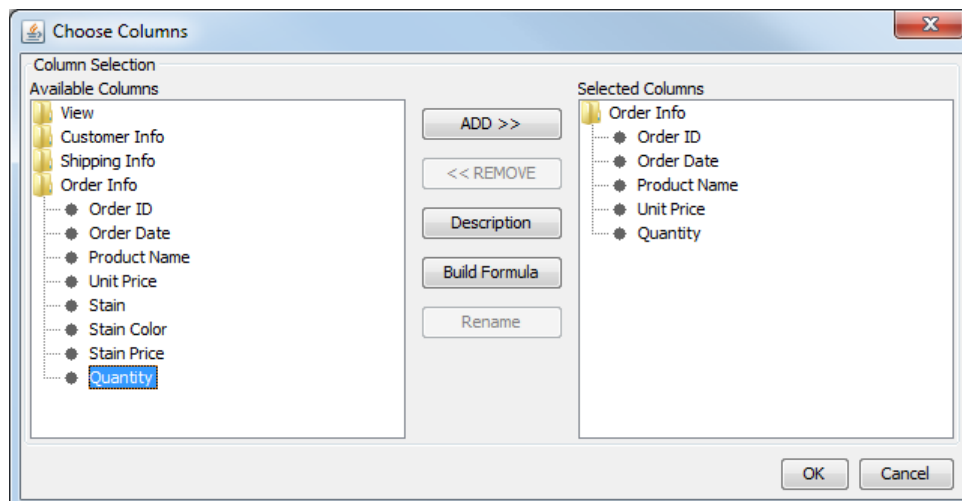 Choose Columns
Column Selection
Available Columns
View
Customer Info
Shipping Info
Order Info
Order ID
Order Date
Product Name
Unit Price
Stain
Stain Color
Stain Price
Quantity
ADD >>
<< REMOVE
Description
Build Formula
Rename
Selected Columns
Order Info
Order ID
Order Date
Product Name
Unit Price
Quantity
OK
Cancel